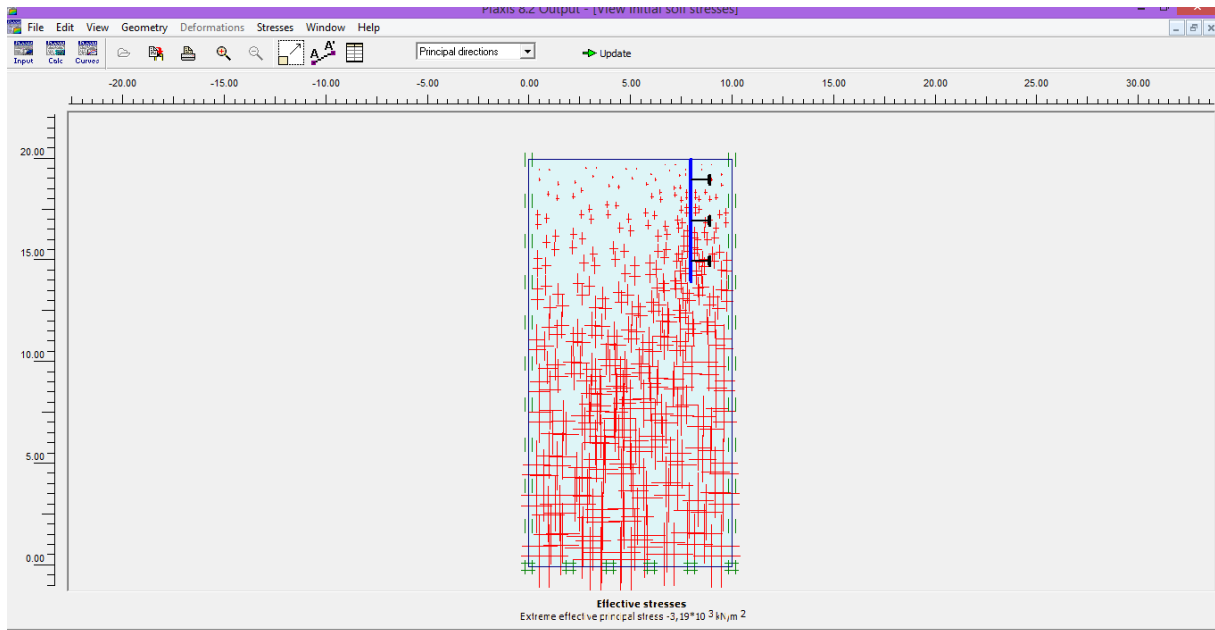 Plaxis 8.2 Output - [View Initial soil stresses]
File Edit View Geometry Deformations Stresses Window Help
Input Calc Curves A A' Principal directions Update
-20.00 -15.00 -10.00 -5.00 0.00 5.00 10.00 15.00 20.00 25.00 30.00
20.00
15.00
10.00
5.00
0.00
Effective stresses
Extreme effective principal stress -3,19*10 3 kN/m 2